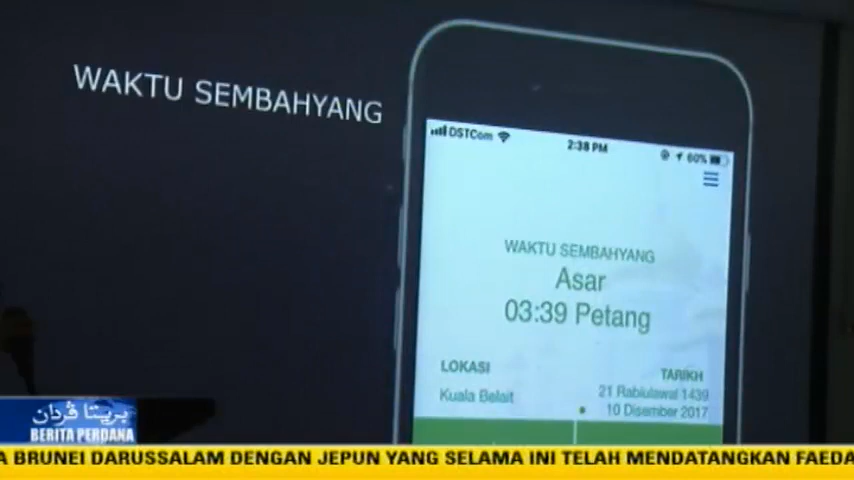 WAKTU SEMBAHYANG
DSTCom
2:38 PM
60%
WAKTU SEMBAHYANG
Asar
03:39 Petang
LOKASI
Kuala Belait
TARIKH
21 Rabiulawal 1439
10 Disember 2017
بريتا ڤردان
BERITA PERDANA
A BRUNEI DARUSSALAM DENGAN JEPUN YANG SELAMA INI TELAH MENDATANGKAN FAEDA